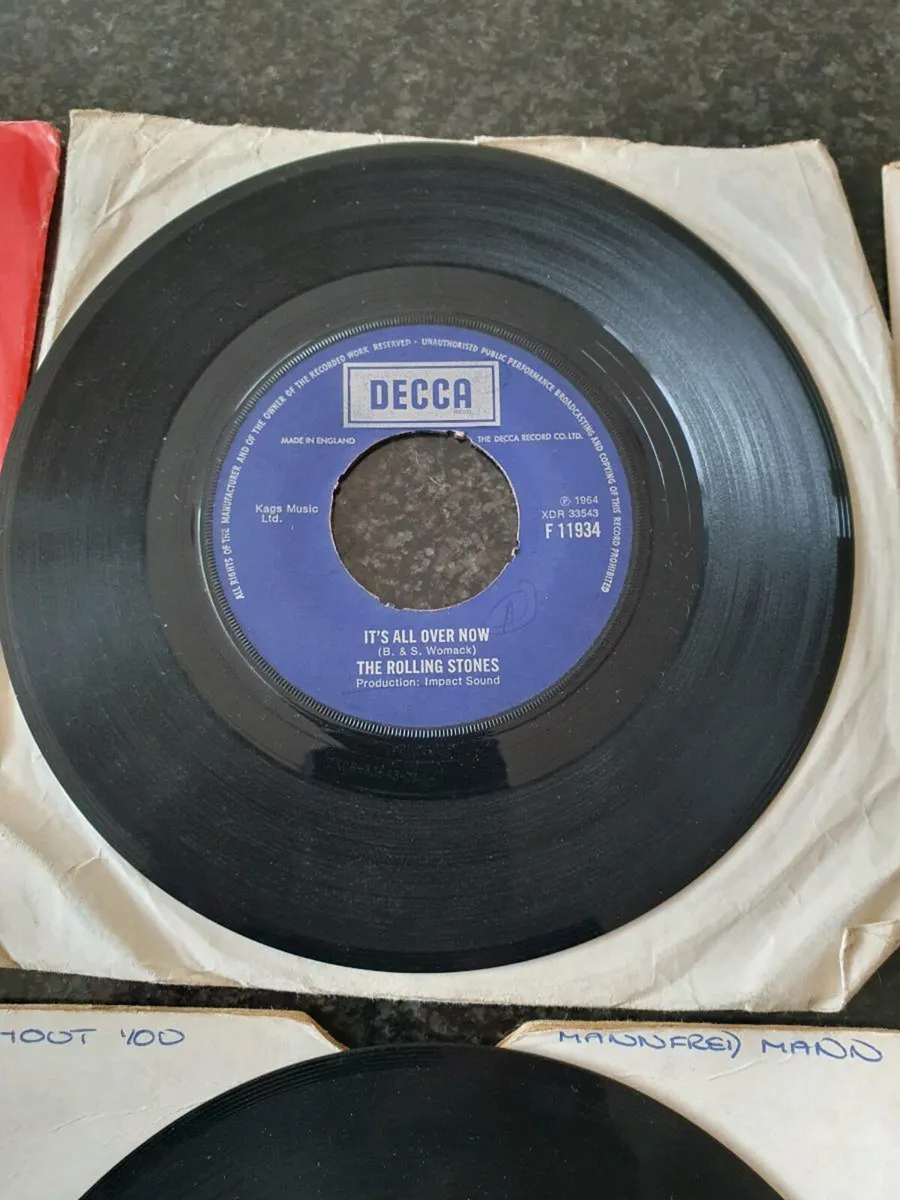 ALL RIGHTS OF THE MANUFACTURER AND OF THE OWNER OF THE RECORDED WORK RESERVED · UNAUTHORISED PUBLIC PERFORMANCE BROADCASTING AND COPYING OF THIS RECORD PROHIBITED
DECCA
REGD.
MADE IN ENGLAND
THE DECCA RECORD CO. LTD.
Kags Music
Ltd.
℗ 1964
XDR 33543
F 11934
A
IT'S ALL OVER NOW
(B. & S. Womack)
THE ROLLING STONES
Production: Impact Sound
HOUT YOU
MANNFRED MANN